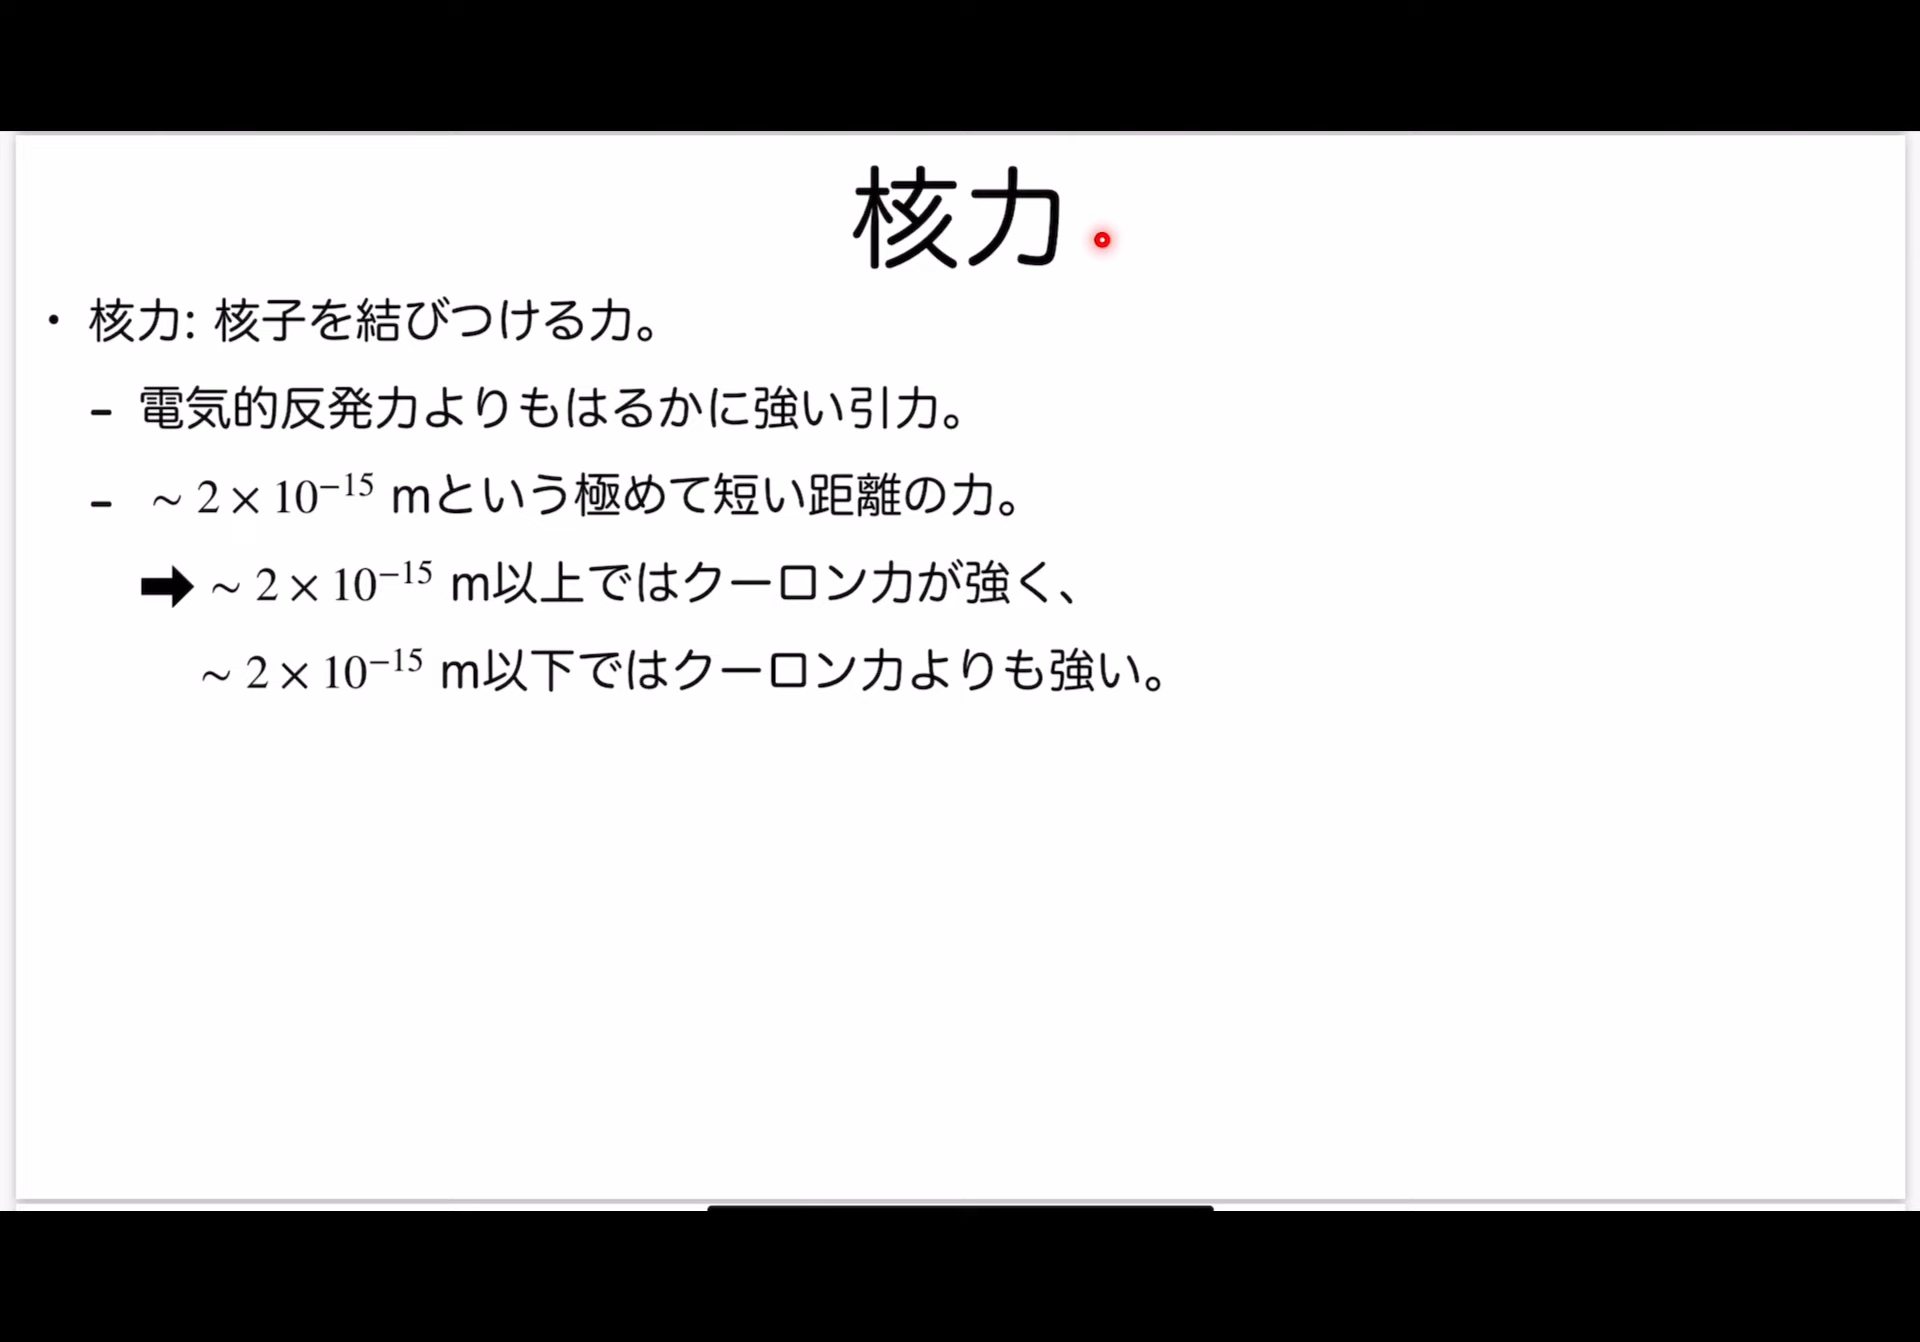 核力
・核力: 核子を結びつける力。
- 電気的反発力よりもはるかに強い引力。
- ~ 2 × 10⁻¹⁵ mという極めて短い距離の力。
➡ ~ 2 × 10⁻¹⁵ m以上ではクーロン力が強く、
~ 2 × 10⁻¹⁵ m以下ではクーロン力よりも強い。